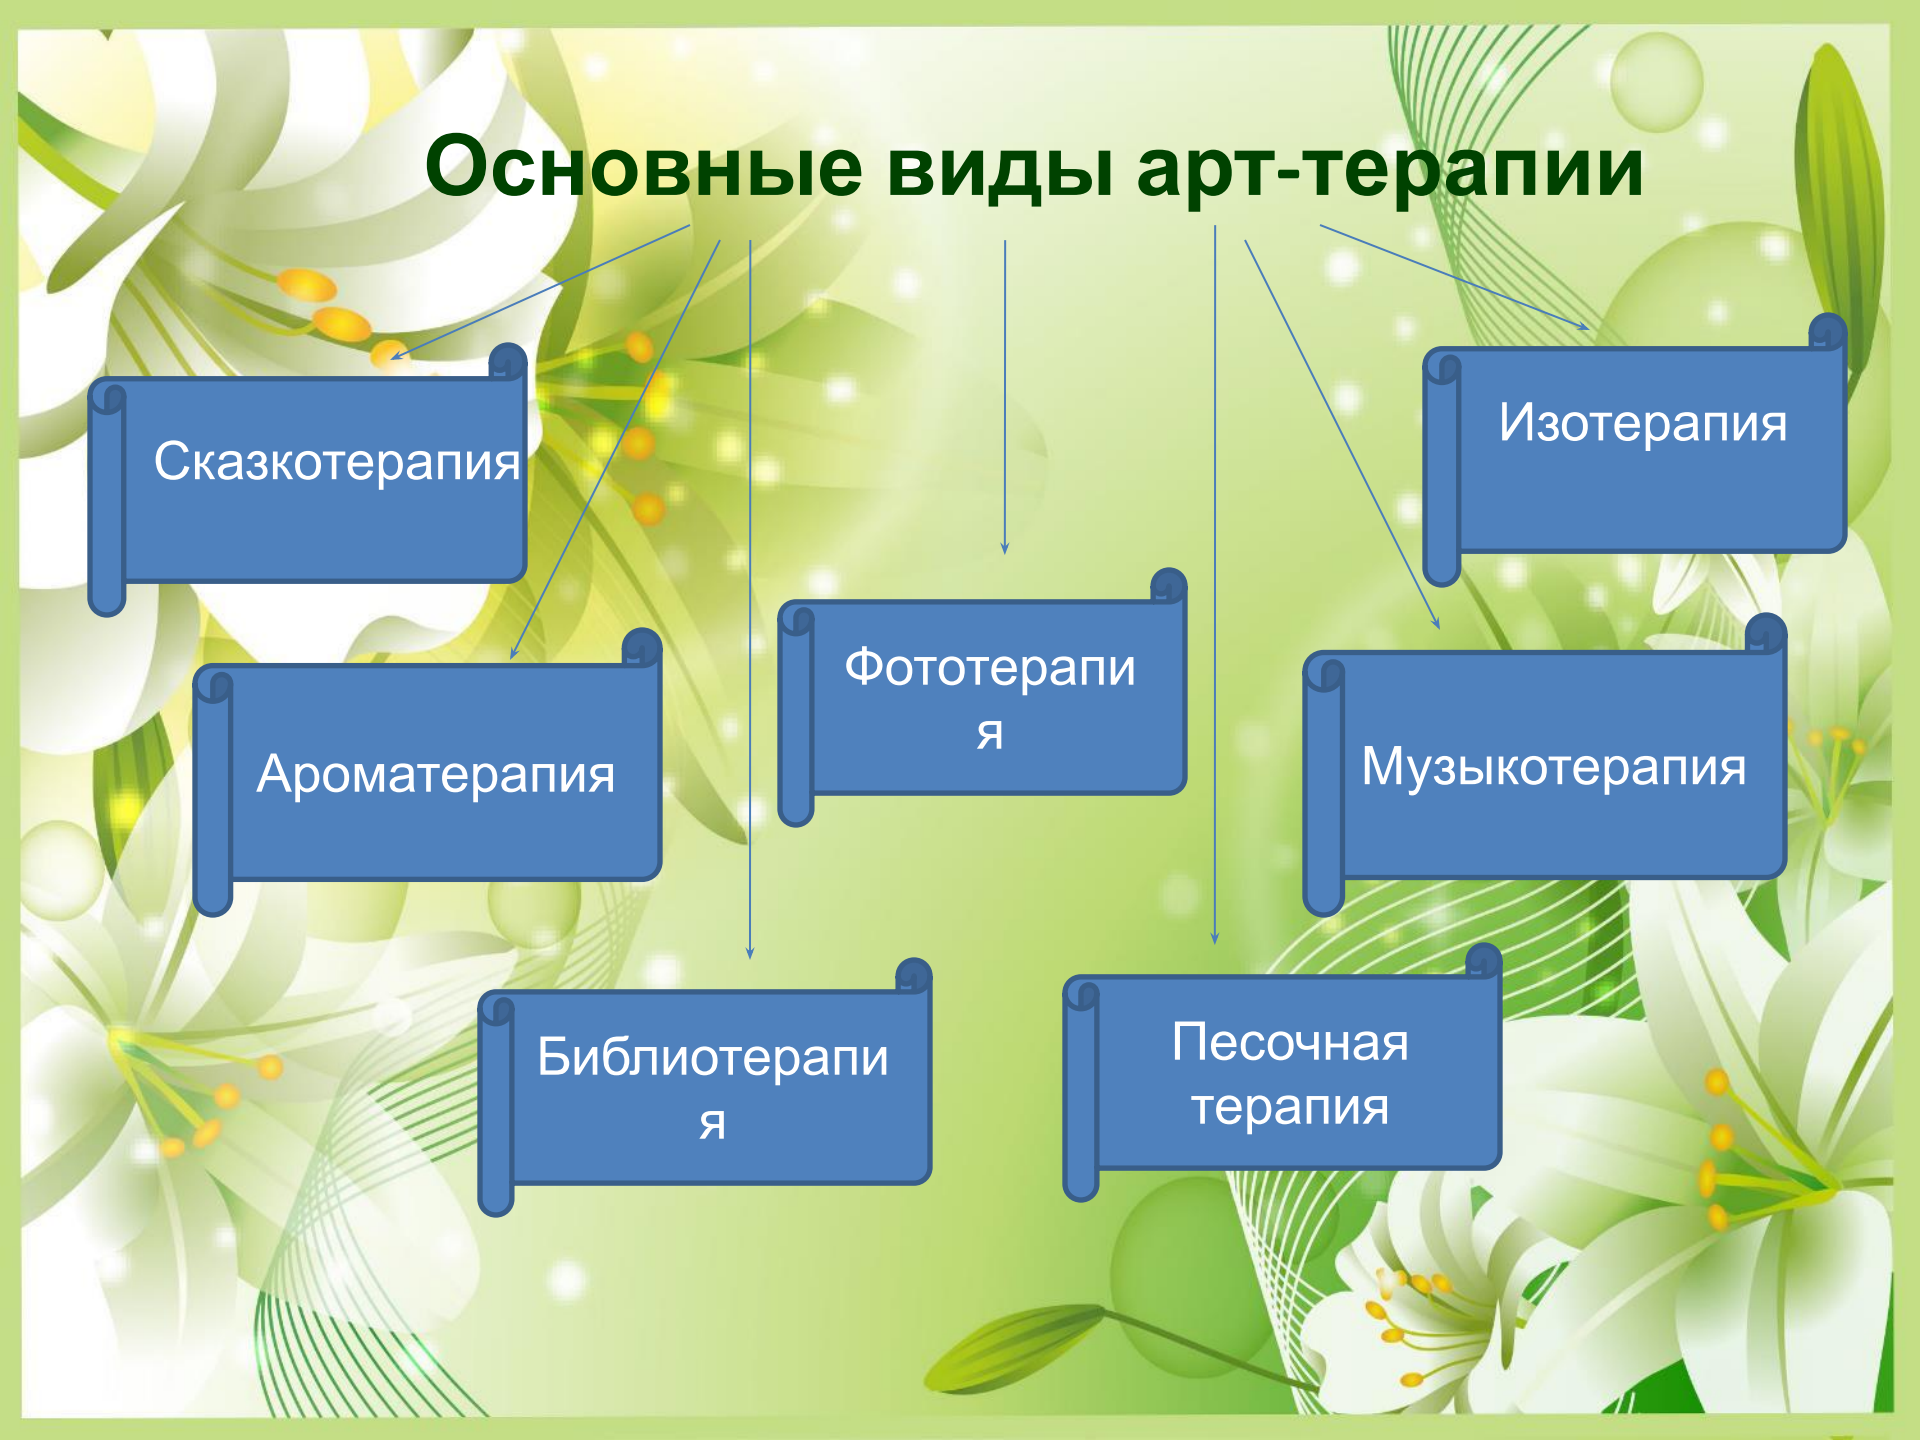 Основные виды арт-терапии
Сказкотерапия
Изотерапия
Фототерапи
я
Ароматерапия
Музыкотерапия
Библиотерапи
я
Песочная
терапия